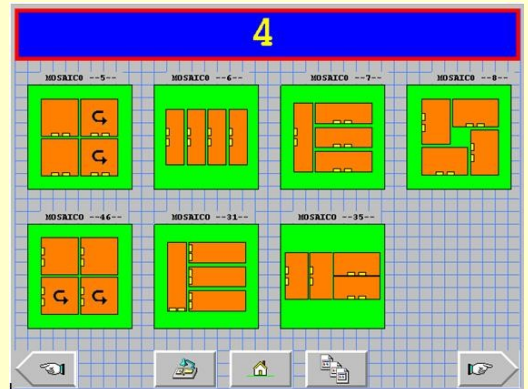 4
MOSAICO --5--
MOSAICO --6--
MOSAICO --7--
MOSAICO --8--
MOSAICO --46--
MOSAICO --31--
MOSAICO --35--